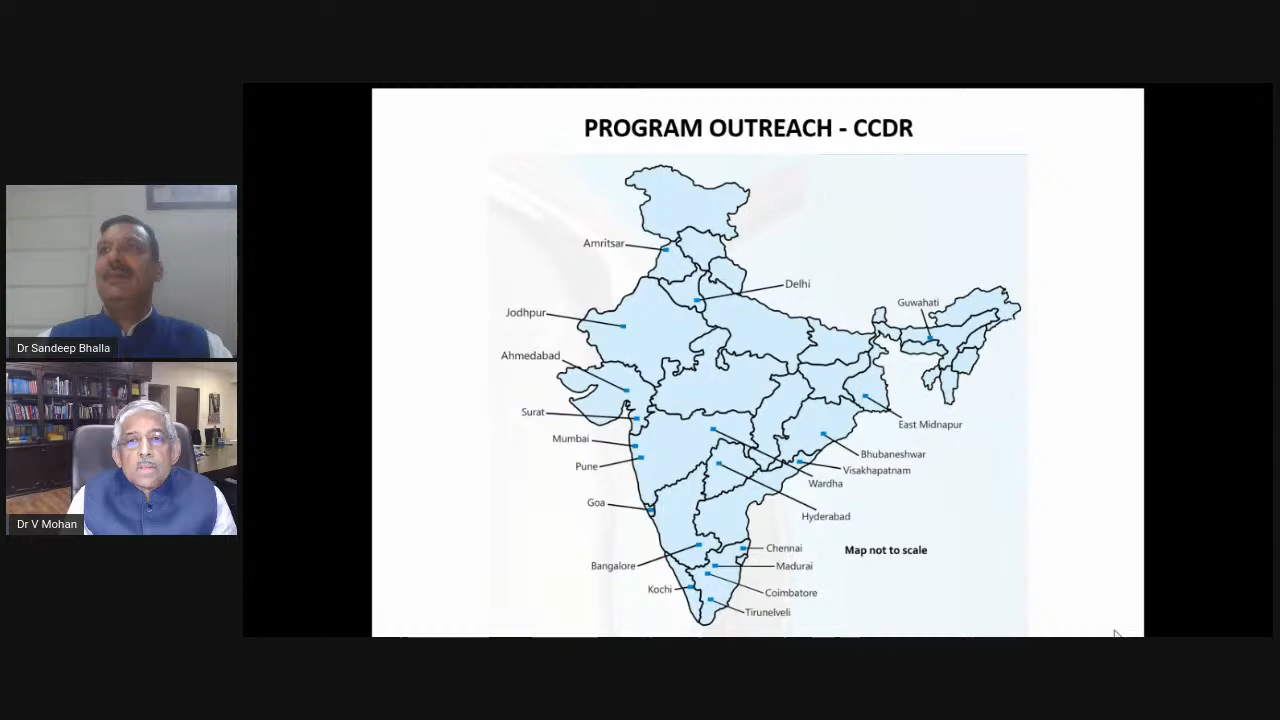 PROGRAM OUTREACH - CCDR
Amritsar
Delhi
Guwahati
Jodhpur
Ahmedabad
Surat
East Midnapur
Mumbai
Bhubaneshwar
Pune
Visakhapatnam
Wardha
Goa
Hyderabad
Chennai
Map not to scale
Bangalore
Madurai
Kochi
Coimbatore
Tirunelveli
Dr Sandeep Bhalla
Dr V Mohan